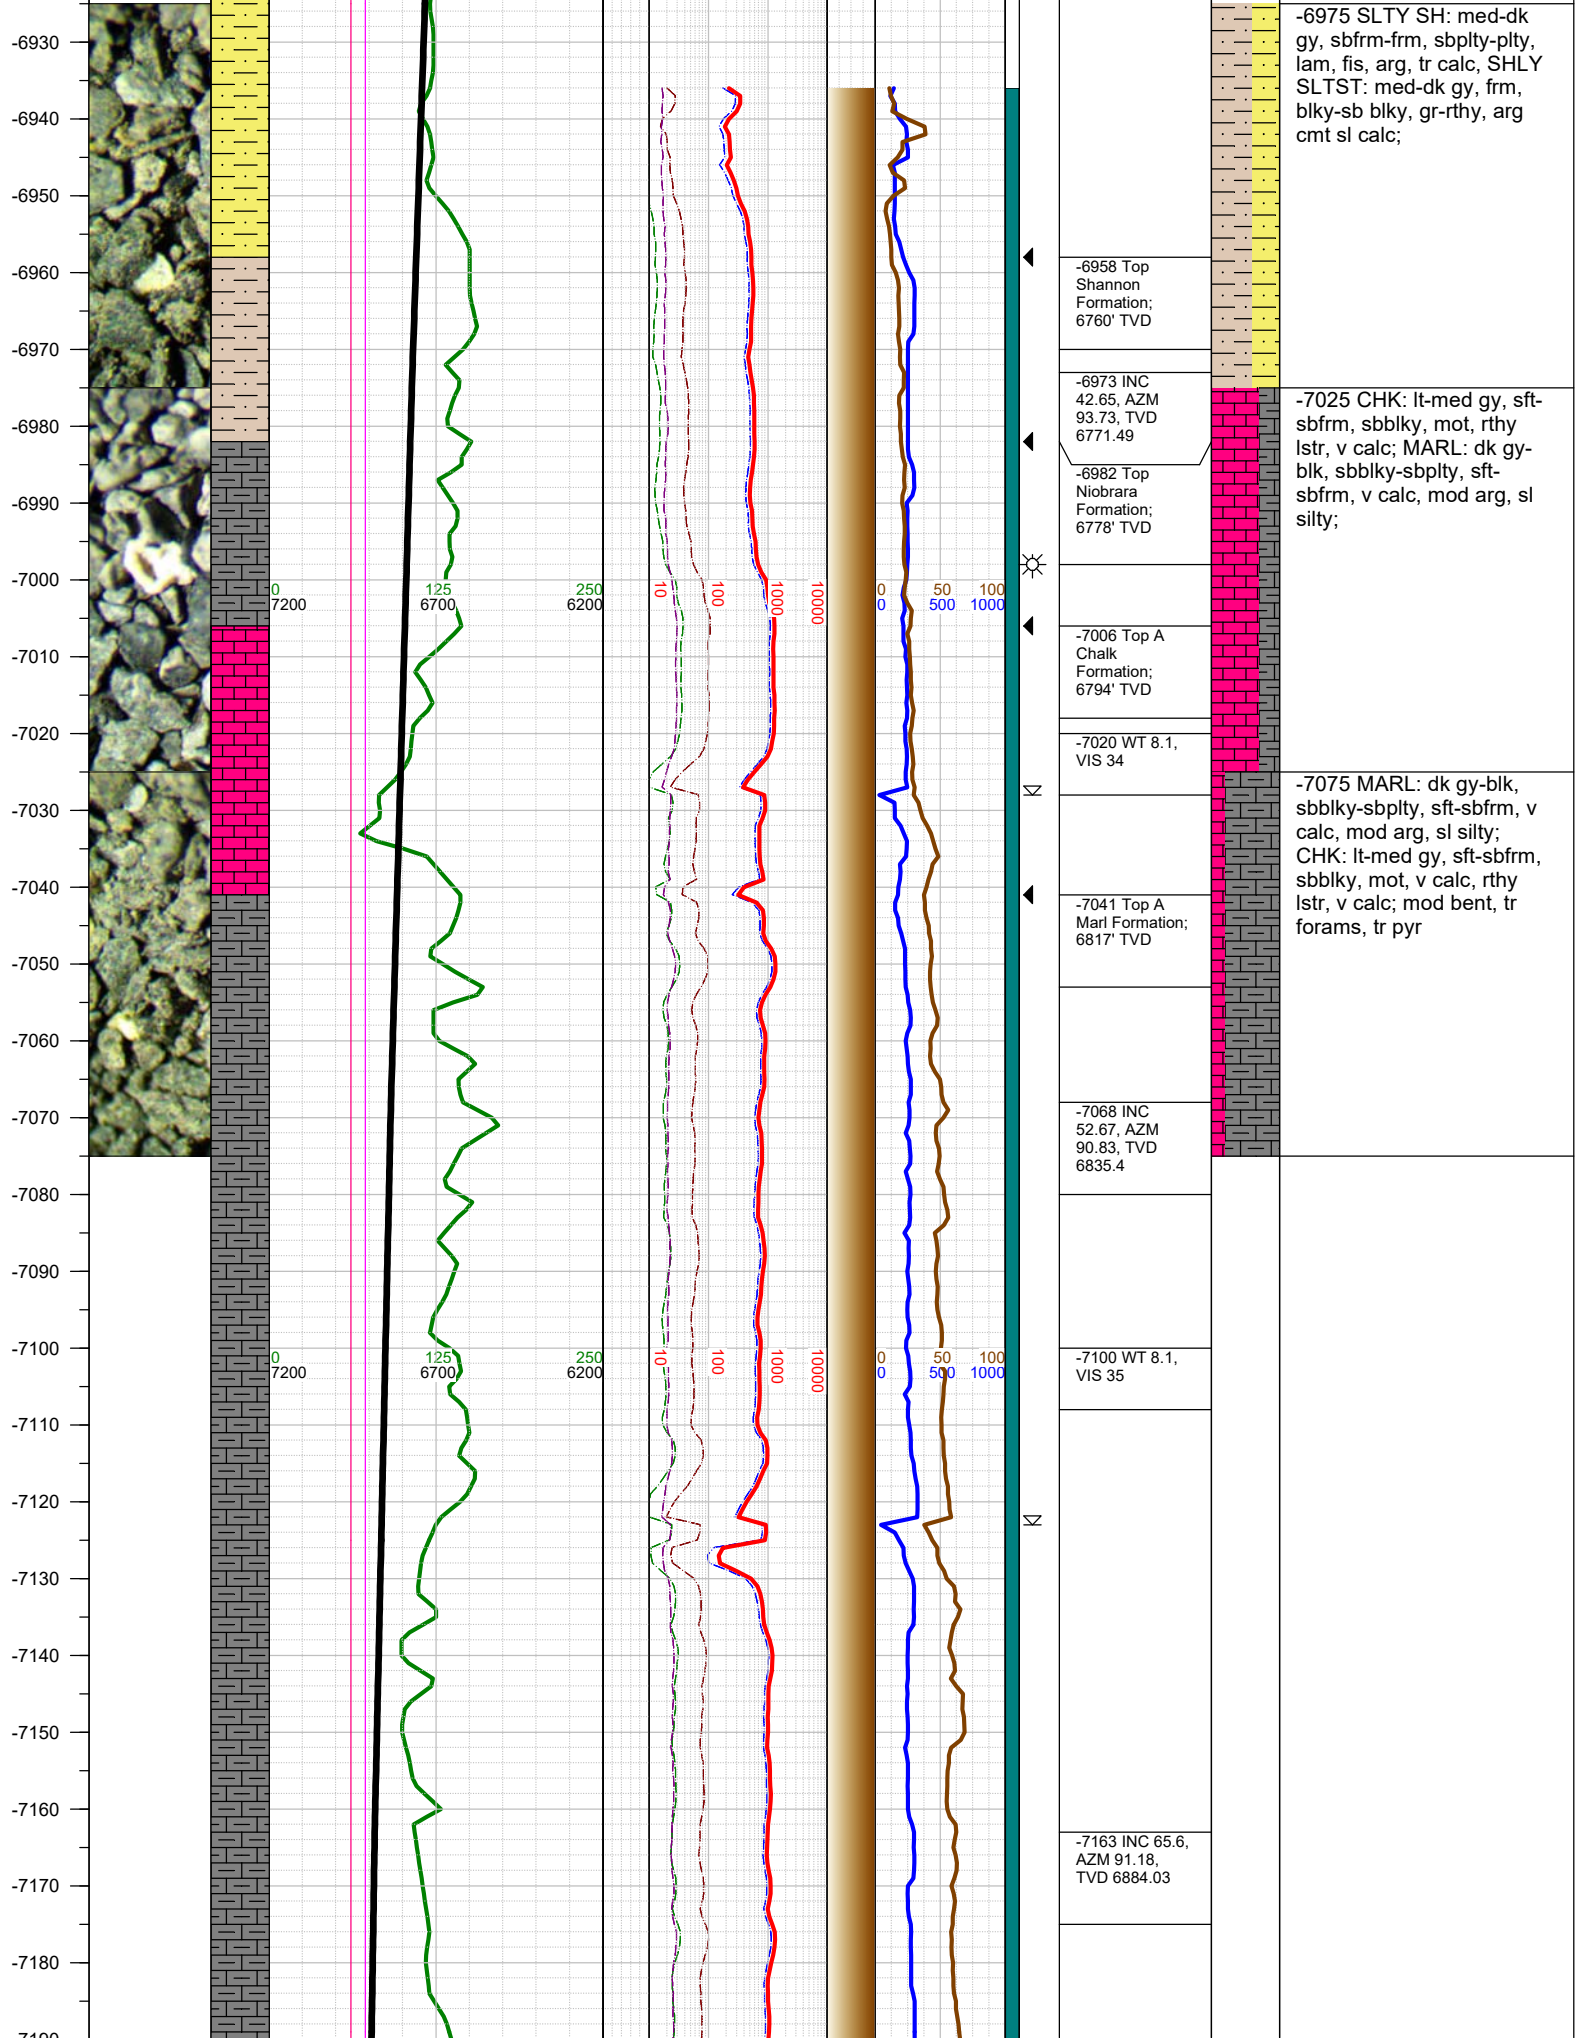 -6930
-6940
-6950
-6960
-6970
-6980
-6990
-7000
-7010
-7020
-7030
-7040
-7050
-7060
-7070
-7080
-7090
-7100
-7110
-7120
-7130
-7140
-7150
-7160
-7170
-7180
0 125 250
7200 6700 6200
10 100 1000 10000
0 50 100
0 500 1000
0 125 250
7200 6700 6200
10 100 1000 10000
0 50 100
0 500 1000
-6958 Top
Shannon
Formation;
6760' TVD
-6973 INC
42.65, AZM
93.73, TVD
6771.49
-6982 Top
Niobrara
Formation;
6778' TVD
-7006 Top A
Chalk
Formation;
6794' TVD
-7020 WT 8.1,
VIS 34
-7041 Top A
Marl Formation;
6817' TVD
-7068 INC
52.67, AZM
90.83, TVD
6835.4
-7100 WT 8.1,
VIS 35
-7163 INC 65.6,
AZM 91.18,
TVD 6884.03
-6975 SLTY SH: med-dk
gy, sbfrm-frm, sbplty-plty,
lam, fis, arg, tr calc, SHLY
SLTST: med-dk gy, frm,
blky-sb blky, gr-rthy, arg
cmt sl calc;
-7025 CHK: lt-med gy, sft-
sbfrm, sbblky, mot, rthy
lstr, v calc; MARL: dk gy-
blk, sbblky-sbplty, sft-
sbfrm, v calc, mod arg, sl
silty;
-7075 MARL: dk gy-blk,
sbblky-sbplty, sft-sbfrm, v
calc, mod arg, sl silty;
CHK: lt-med gy, sft-sbfrm,
sbblky, mot, v calc, rthy
lstr, v calc; mod bent, tr
forams, tr pyr